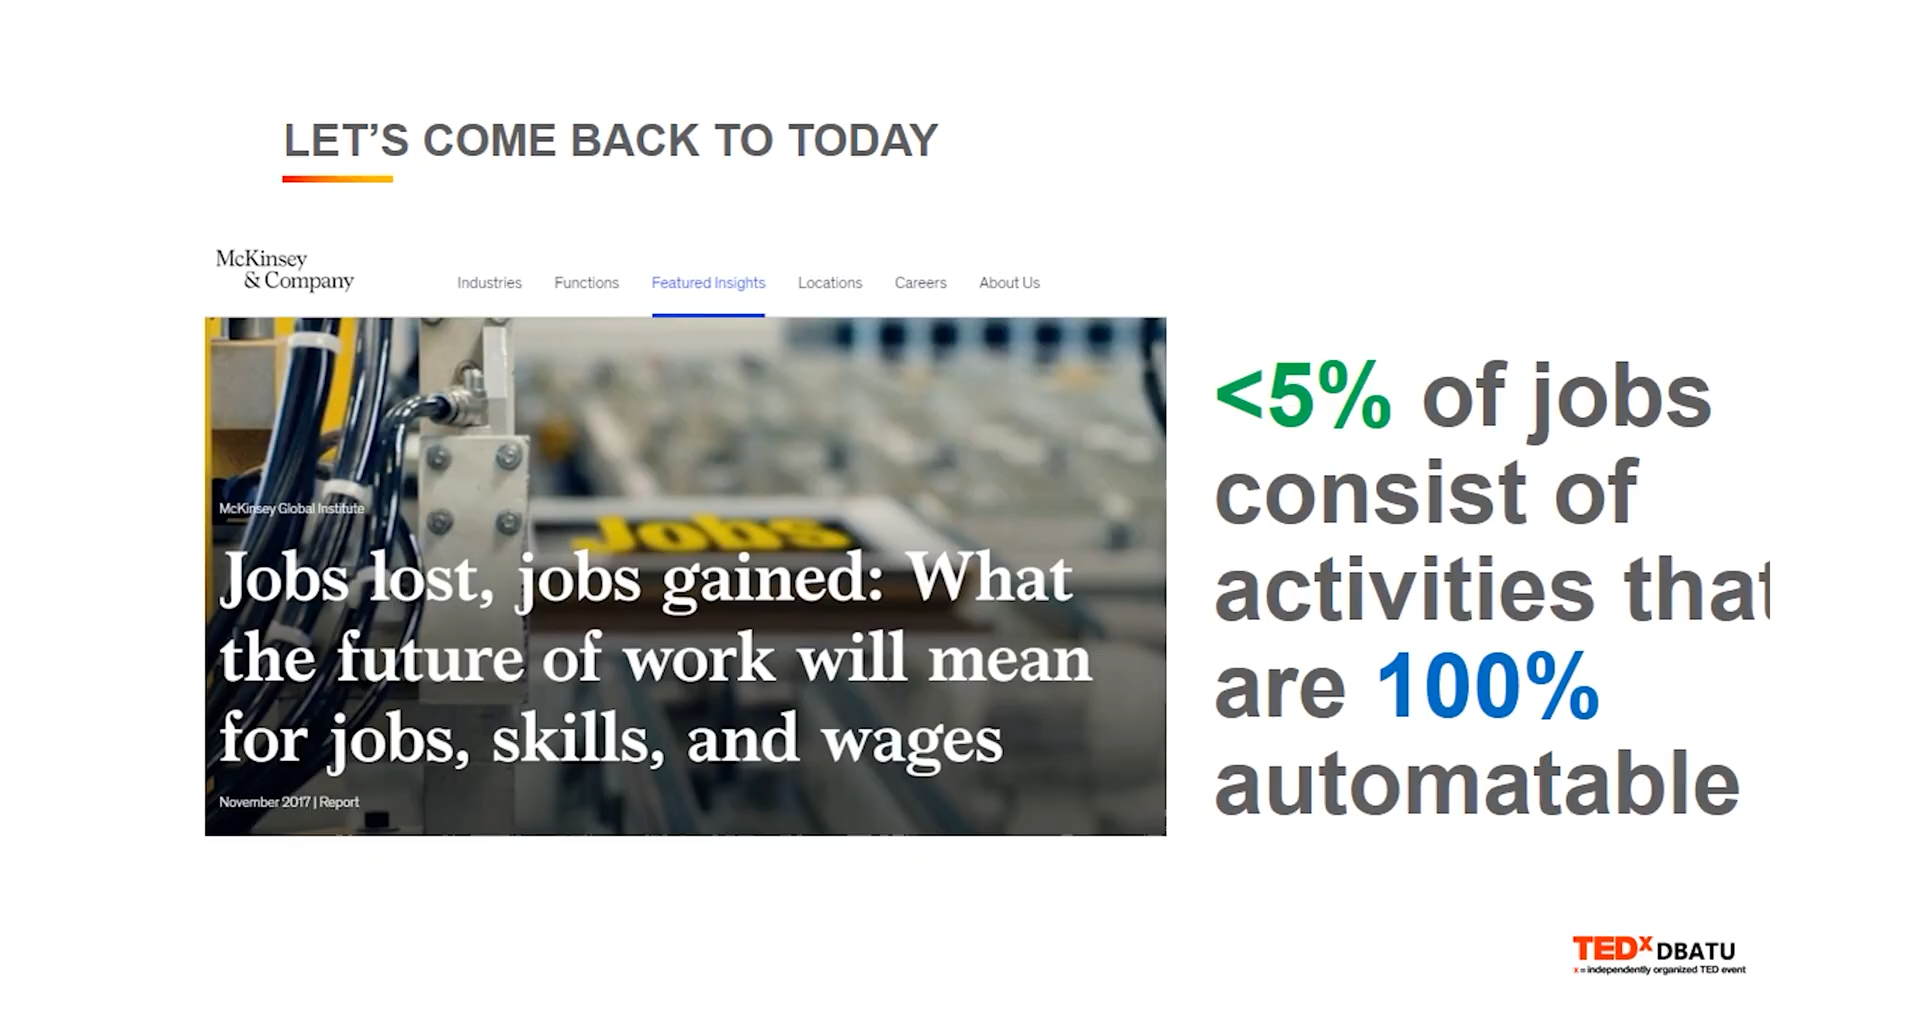 LET’S COME BACK TO TODAY
McKinsey
& Company
Industries Functions Featured Insights Locations Careers About Us
Jobs
McKinsey Global Institute
Jobs lost, jobs gained: What
the future of work will mean
for jobs, skills, and wages
November 2017 | Report
<5% of jobs
consist of
activities that
are 100%
automatable
TEDx DBATU
x = independently organized TED event